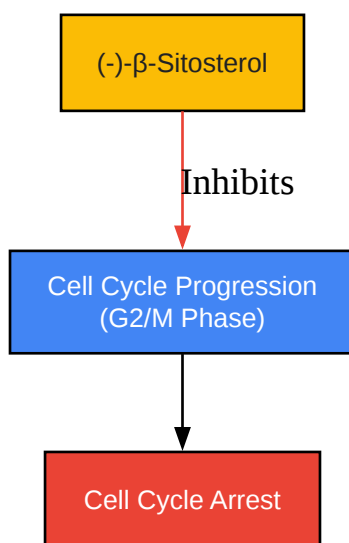 (-)-β-Sitosterol
Inhibits
Cell Cycle Progression
(G2/M Phase)
Cell Cycle Arrest